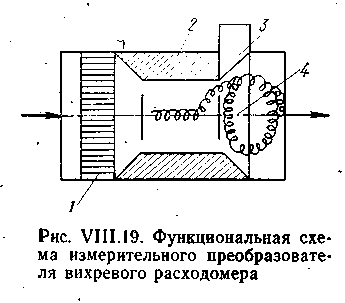 2
3
4
1
Рис. VIII.19. Функциональная схе-
ма измерительного преобразовате-
ля вихревого расходомера